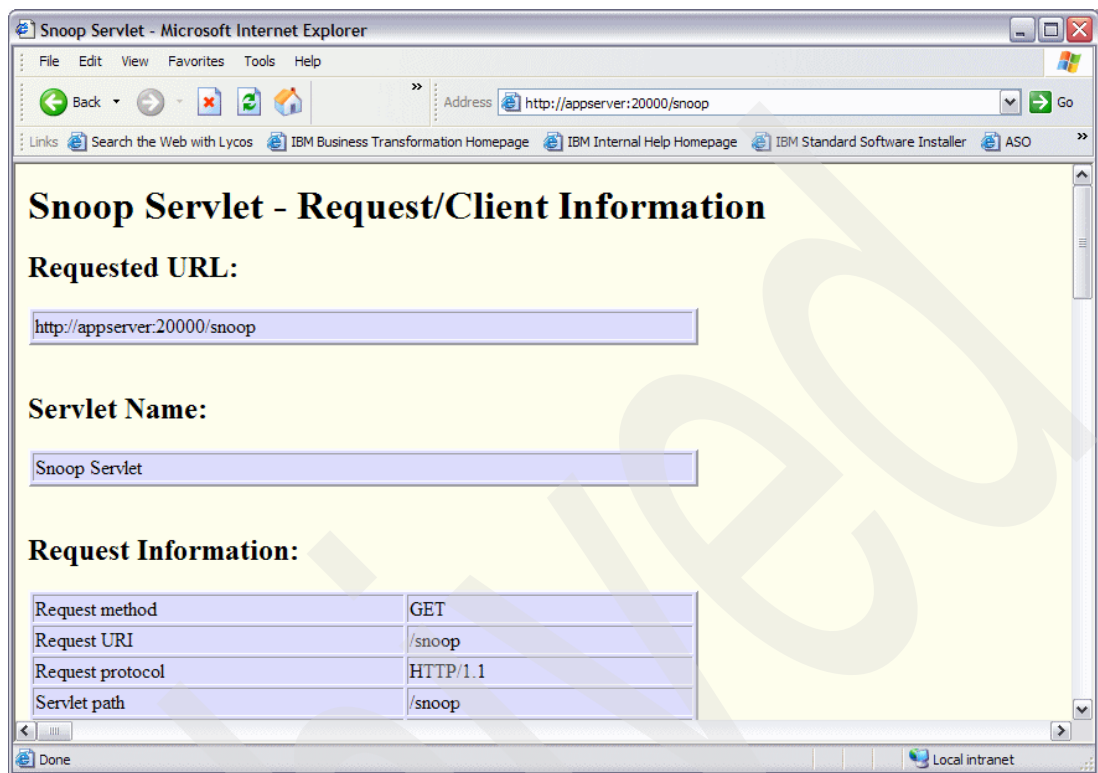 Snoop Servlet - Microsoft Internet Explorer
File Edit View Favorites Tools Help
Back » Address http://appserver:20000/snoop Go
Links Search the Web with Lycos IBM Business Transformation Homepage IBM Internal Help Homepage IBM Standard Software Installer ASO »
Snoop Servlet - Request/Client Information
Requested URL:
http://appserver:20000/snoop
Servlet Name:
Snoop Servlet
Request Information:
Request method GET
Request URI /snoop
Request protocol HTTP/1.1
Servlet path /snoop
Done Local intranet